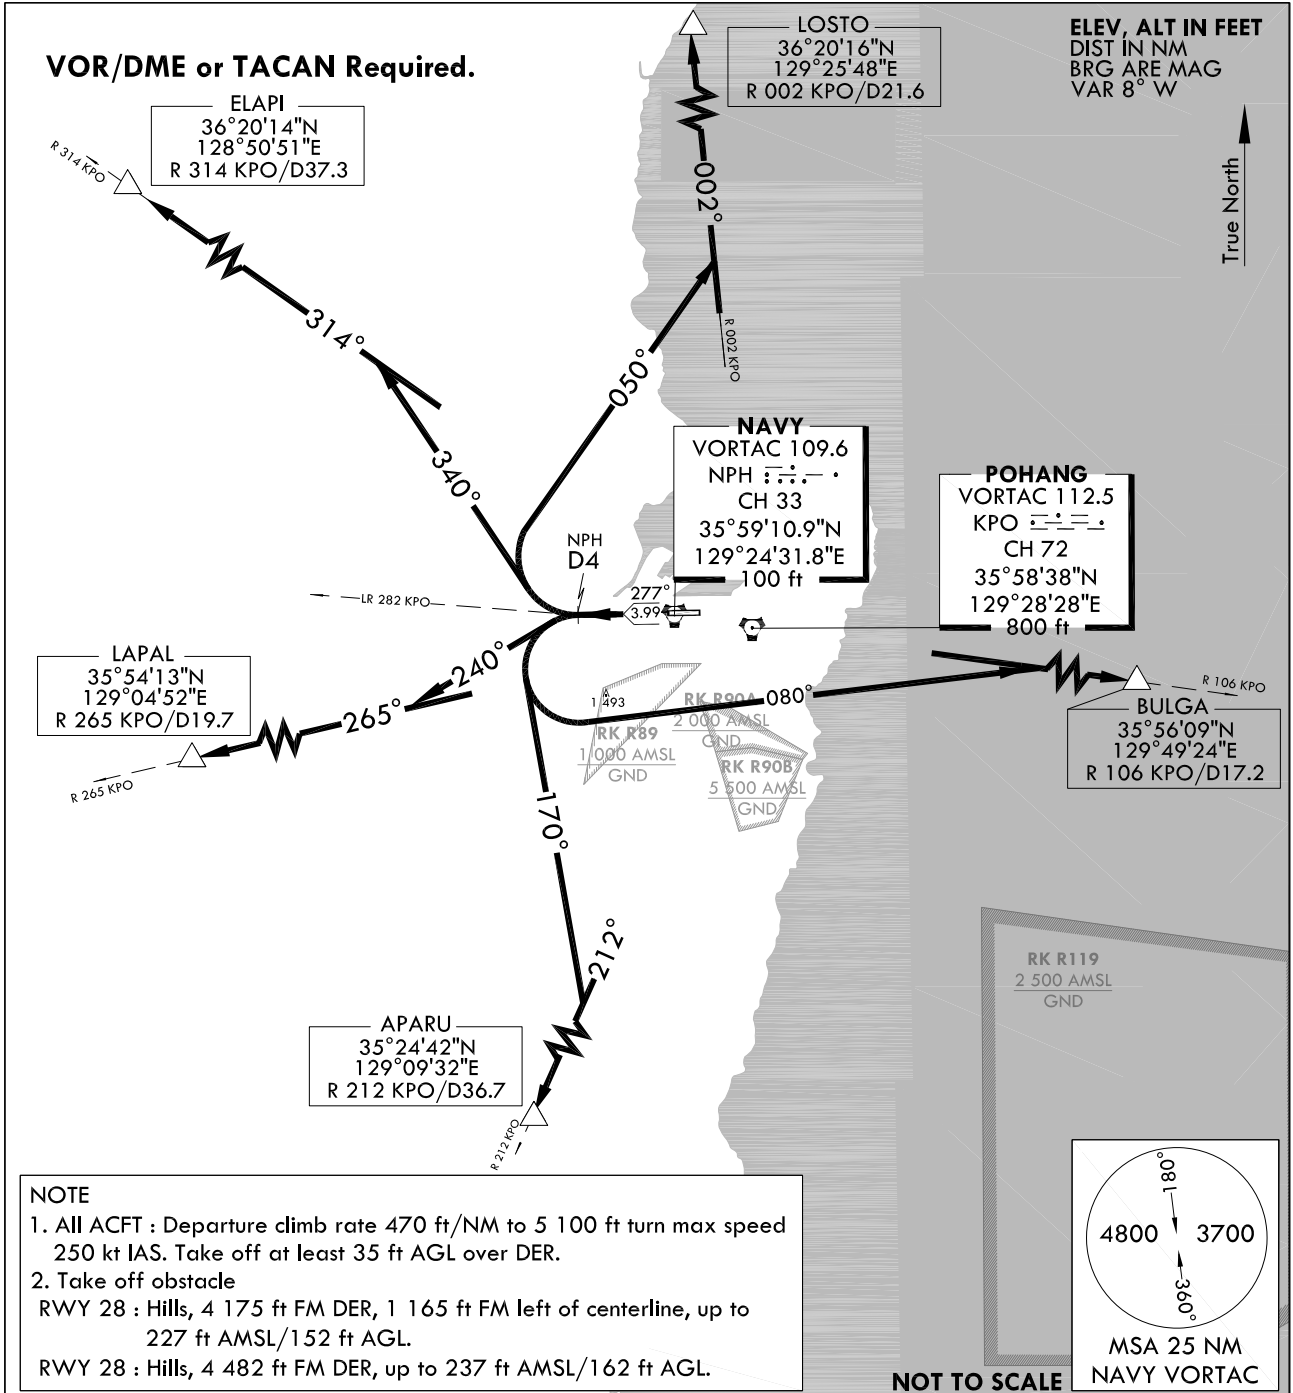 VOR/DME or TACAN Required.
ELAPI
36°20'14"N
128°50'51"E
R 314 KPO/D37.3
R 314 KPO
LOSTO
36°20'16"N
129°25'48"E
R 002 KPO/D21.6
ELEV, ALT IN FEET
DIST IN NM
BRG ARE MAG
VAR 8° W
True North
002°
R 002 KPO
314°
050°
340°
NAVY
VORTAC 109.6
NPH
CH 33
35°59'10.9"N
129°24'31.8"E
100 ft
POHANG
VORTAC 112.5
KPO
CH 72
35°58'38"N
129°28'28"E
800 ft
NPH
D4
277°
3.99
LR 282 KPO
LAPAL
35°54'13"N
129°04'52"E
R 265 KPO/D19.7
240°
265°
R 265 KPO
1 493
RK R89
1 000 AMSL
GND
RK R90A
2 000 AMSL
GND
RK R90B
5 500 AMSL
GND
080°
R 106 KPO
BULGA
35°56'09"N
129°49'24"E
R 106 KPO/D17.2
170°
212°
APARU
35°24'42"N
129°09'32"E
R 212 KPO/D36.7
R 212 KPO
RK R119
2 500 AMSL
GND
NOTE
1. All ACFT : Departure climb rate 470 ft/NM to 5 100 ft turn max speed
250 kt IAS. Take off at least 35 ft AGL over DER.
2. Take off obstacle
RWY 28 : Hills, 4 175 ft FM DER, 1 165 ft FM left of centerline, up to
227 ft AMSL/152 ft AGL.
RWY 28 : Hills, 4 482 ft FM DER, up to 237 ft AMSL/162 ft AGL.
NOT TO SCALE
180°
4800 3700
360°
MSA 25 NM
NAVY VORTAC